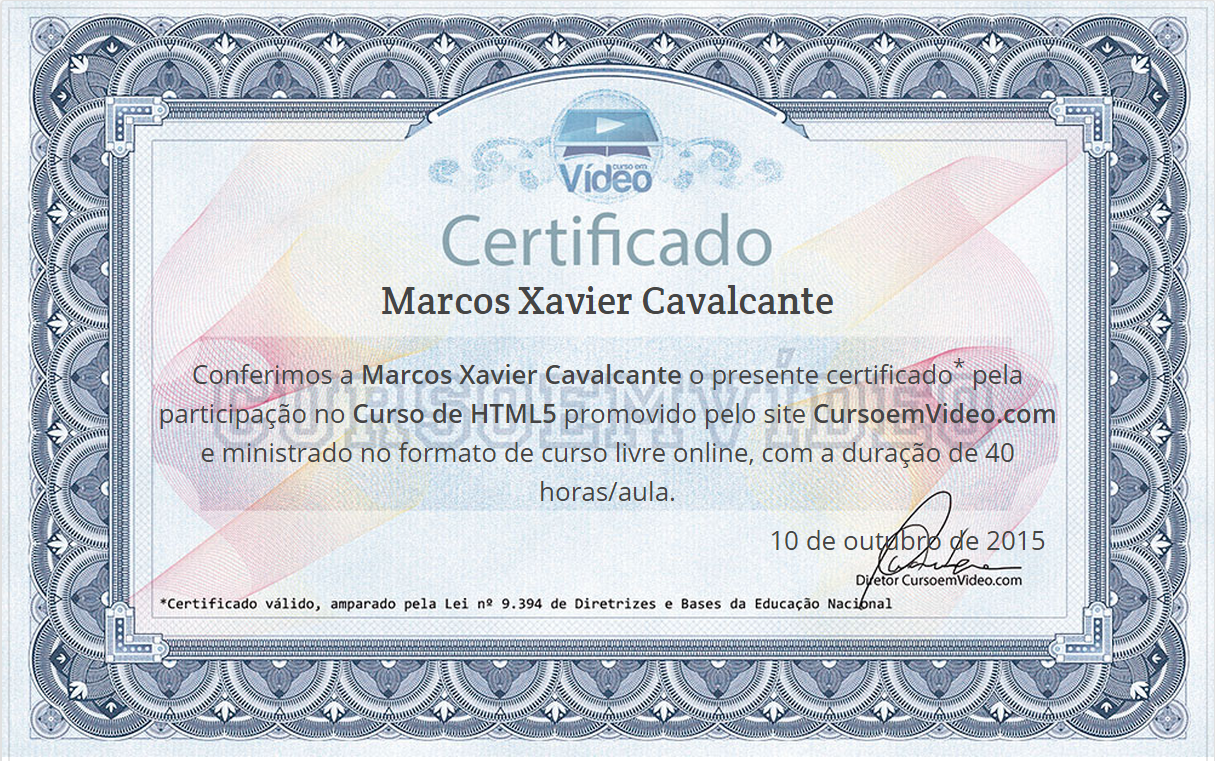 curso em
Vídeo
Certificado
Marcos Xavier Cavalcante
Conferimos a Marcos Xavier Cavalcante o presente certificado* pela
participação no Curso de HTML5 promovido pelo site CursoemVideo.com
e ministrado no formato de curso livre online, com a duração de 40
horas/aula.
CURSOEMVÍDEO
10 de outubro de 2015
Diretor CursoemVideo.com
*Certificado válido, amparado pela Lei nº 9.394 de Diretrizes e Bases da Educação Nacional